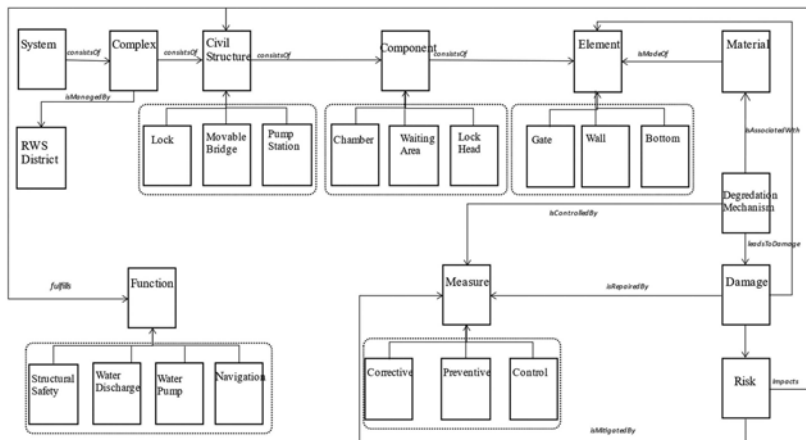 System
consistsOf
Complex
consistsOf
Civil
Structure
consistsOf
Component
consistsOf
Element
isMadeOf
Material
isManagedBy
RWS
District
Lock
Movable
Bridge
Pump
Station
Chamber
Waiting
Area
Lock
Head
Gate
Wall
Bottom
isAssociatedWith
Degredation
Mechanism
IsControlledBy
leadsToDamage
Function
fulfills
Measure
isRepairedBy
Damage
Structural
Safety
Water
Discharge
Water
Pump
Navigation
Corrective
Preventive
Control
Risk
Impacts
isMitigatedBy